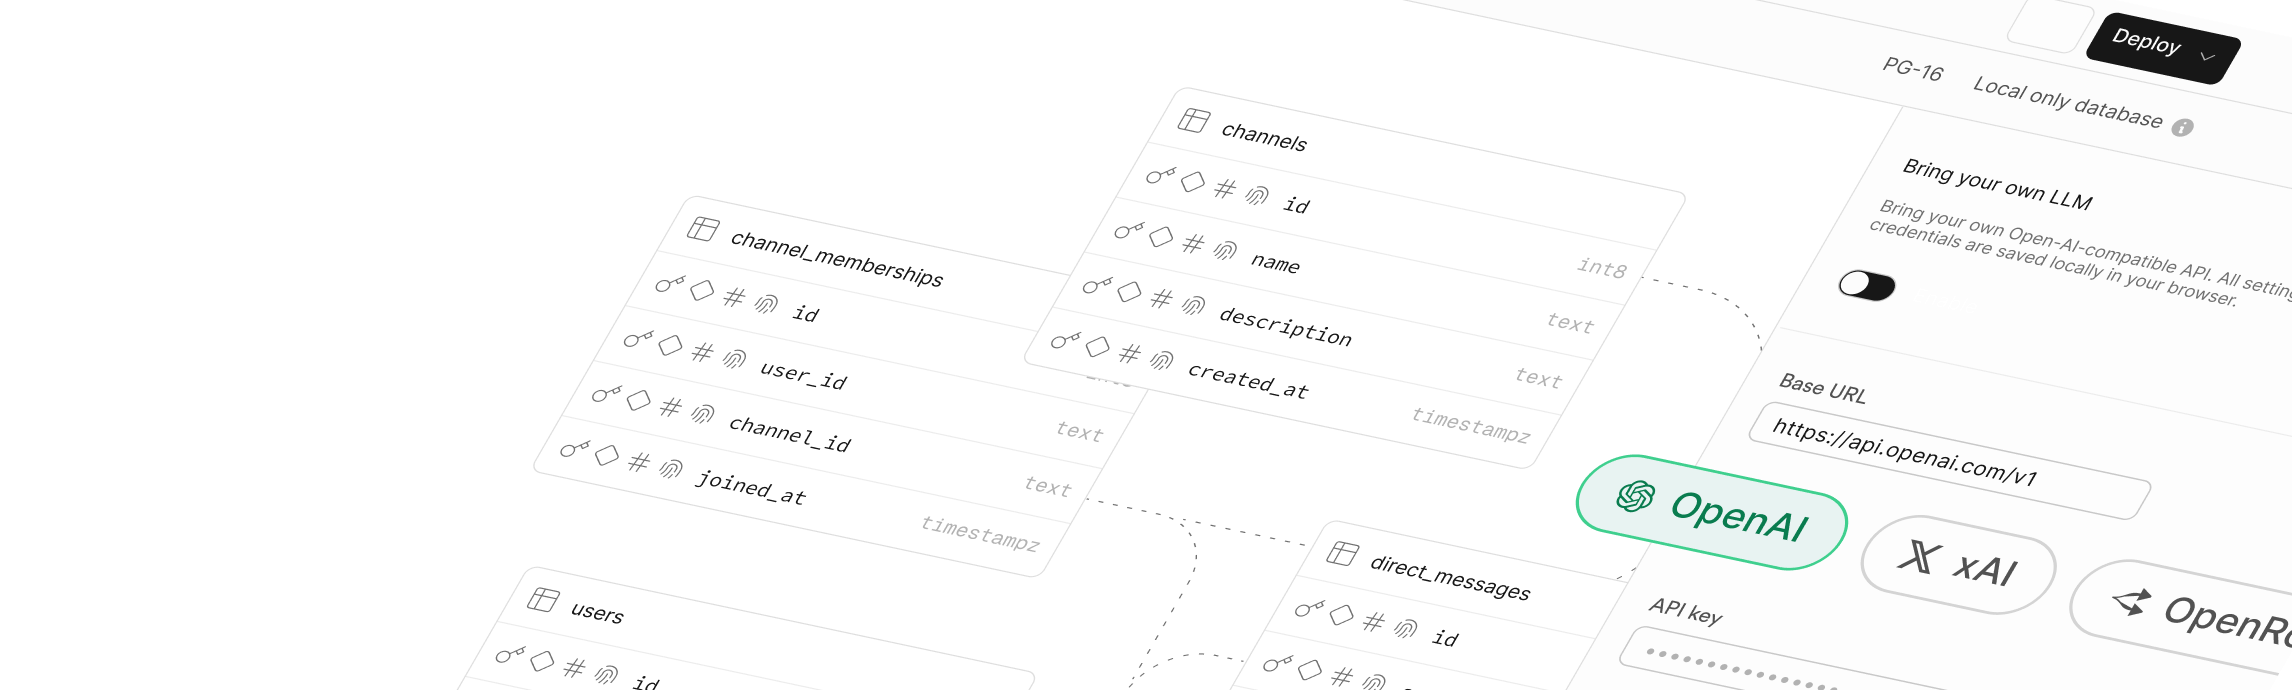 Deploy
PG-16
Local only database
channels
id
int8
name
text
description
text
created_at
timestampz
channel_memberships
id
user_id
text
channel_id
text
joined_at
timestampz
users
id
direct_messages
id
Bring your own LLM
Bring your own Open-AI-compatible API. All
credentials are saved locally in your browser.
Base URL
https://api.openai.com/v1
OpenAI
xAI
API key